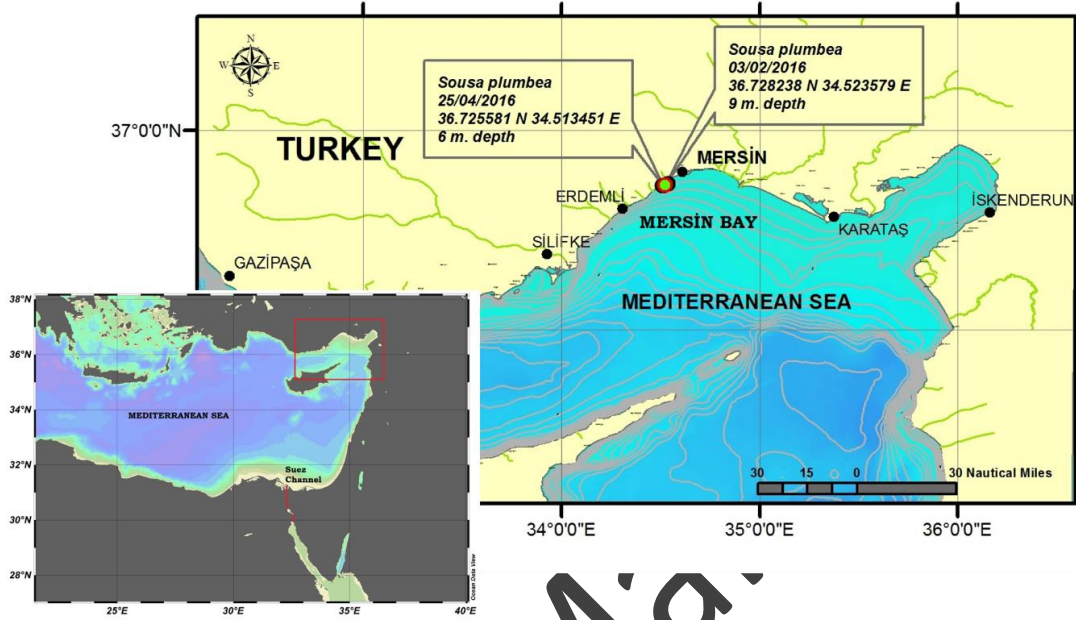 N
W E
S
Sousa plumbea
25/04/2016
36.725581 N 34.513451 E
6 m. depth
Sousa plumbea
03/02/2016
36.728238 N 34.523579 E
9 m. depth
37°0'0"N
TURKEY
MERSİN
ERDEMLİ
MERSİN BAY
KARATAŞ
İSKENDERUN
SİLİFKE
GAZİPAŞA
MEDITERRANEAN SEA
30 15 0 30 Nautical Miles
34°0'0"E 35°0'0"E 36°0'0"E
38°N
36°N
34°N
32°N
30°N
28°N
MEDITERRANEAN SEA
Suez
Channel
25°E 30°E 35°E 40°E
Ocean Data View